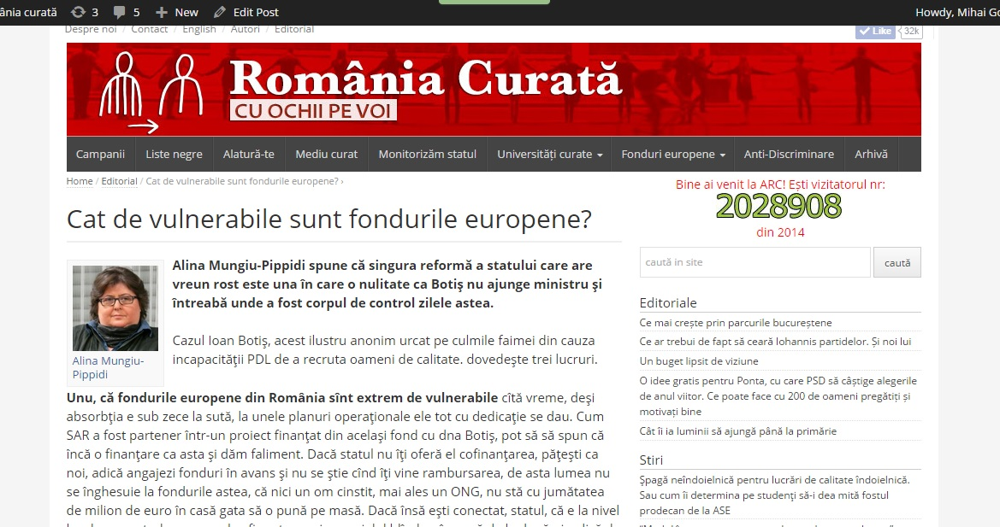 ânia curată 3 5 New Edit Post Howdy, Mihai Go
Despre noi / Contact / English / Autori / Editorial
Like 32k
România Curată
CU OCHII PE VOI
Campanii Liste negre Alatură-te Mediu curat Monitorizăm statul Universități curate Fonduri europene Anti-Discriminare Arhivă
Home / Editorial / Cat de vulnerabile sunt fondurile europene? ›
Cat de vulnerabile sunt fondurile europene?
Alina Mungiu-Pippidi spune că singura reformă a statului care are
vreun rost este una în care o nulitate ca Botiş nu ajunge ministru şi
întreabă unde a fost corpul de control zilele astea.
Cazul Ioan Botiş, acest ilustru anonim urcat pe culmile faimei din cauza
incapacităţii PDL de a recruta oameni de calitate. dovedeşte trei lucruri.
Alina Mungiu-
Pippidi
Unu, că fondurile europene din România sînt extrem de vulnerabile cîtă vreme, deşi
absorbţia e sub zece la sută, la unele planuri operaţionale ele tot cu dedicaţie se dau. Cum
SAR a fost partener într-un proiect finanţat din acelaşi fond cu dna Botiş, pot să să spun că
încă o finanţare ca asta şi dăm faliment. Dacă statul nu îţi oferă el cofinanţarea, păţeşti ca
noi, adică angajezi fonduri în avans şi nu se ştie cînd îţi vine rambursarea, de asta lumea nu
se înghesuie la fondurile astea, că nici un om cinstit, mai ales un ONG, nu stă cu jumătatea
de milion de euro în casă gata să o pună pe masă. Dacă însă eşti conectat, statul, că e la nivel
Bine ai venit la ARC! Ești vizitatorul nr:
2028908
din 2014
caută in site
caută
Editoriale
Ce mai crește prin parcurile bucureștene
Ce ar trebui de fapt să ceară Iohannis partidelor. Și noi lui
Un buget lipsit de viziune
O idee gratis pentru Ponta, cu care PSD să câștige alegerile
de anul viitor. Ce poate face cu 200 de oameni pregătiți și
motivați bine
Cât îi ia luminii să ajungă până la primărie
Stiri
Şpagă neîndoielnică pentru lucrări de calitate îndoielnică.
Sau cum îi determina pe studenţi să-i dea mită fostul
prodecan de la ASE